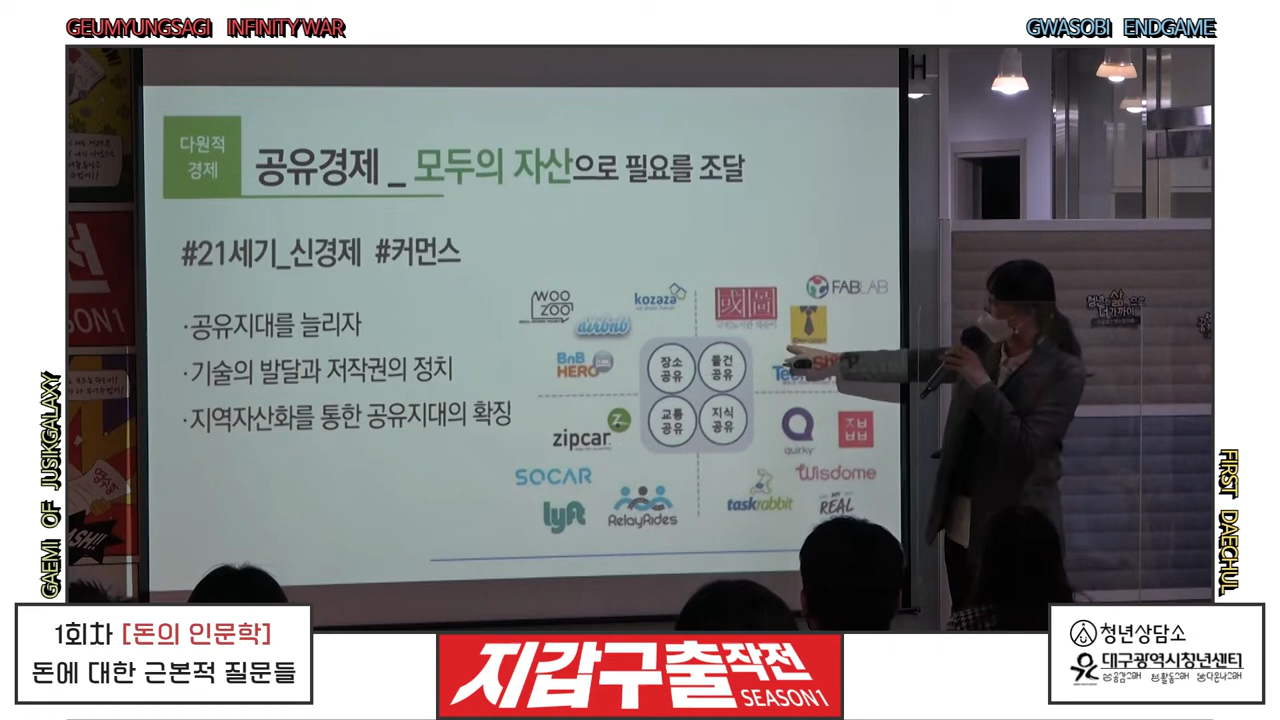 GEUMYUNGSAGI INFINITY WAR
GWASOBI ENDGAME
다원적
경제
공유경제 _ 모두의 자산으로 필요를 조달
#21세기_신경제 #커먼스
·공유지대를 늘리자
·기술의 발달과 저작권의 정치
·지역자산화를 통한 공유지대의 확장
WOO
ZOO
kozaza
airbnb
BnB
HERO
FABLAB
장소
공유
물건
공유
교통
공유
지식
공유
zipcar
SOCAR
lyft
RelayRides
quirky
Wisdome
taskrabbit
MY
REAL
GAEMI OF JUSIKGALAXY
FIRST DAECHUL
1회차 [돈의 인문학]
돈에 대한 근본적 질문들
지갑구출작전
SEASON1
청년상담소
대구광역시청년센터